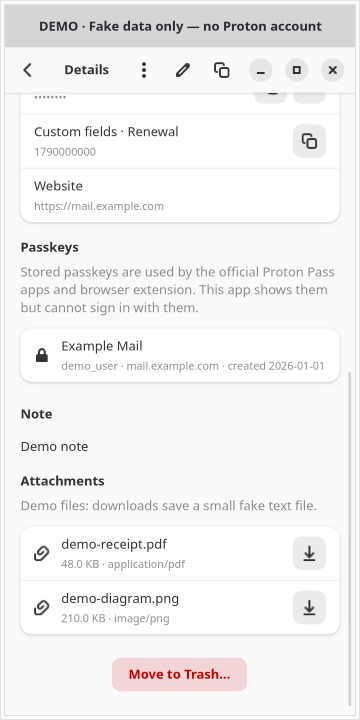 DEMO · Fake data only — no Proton account
Details
••••••••
Custom fields · Renewal
1790000000
Website
https://mail.example.com
Passkeys
Stored passkeys are used by the official Proton Pass
apps and browser extension. This app shows them
but cannot sign in with them.
Example Mail
demo_user · mail.example.com · created 2026-01-01
Note
Demo note
Attachments
Demo files: downloads save a small fake text file.
demo-receipt.pdf
48.0 KB · application/pdf
demo-diagram.png
210.0 KB · image/png
Move to Trash...